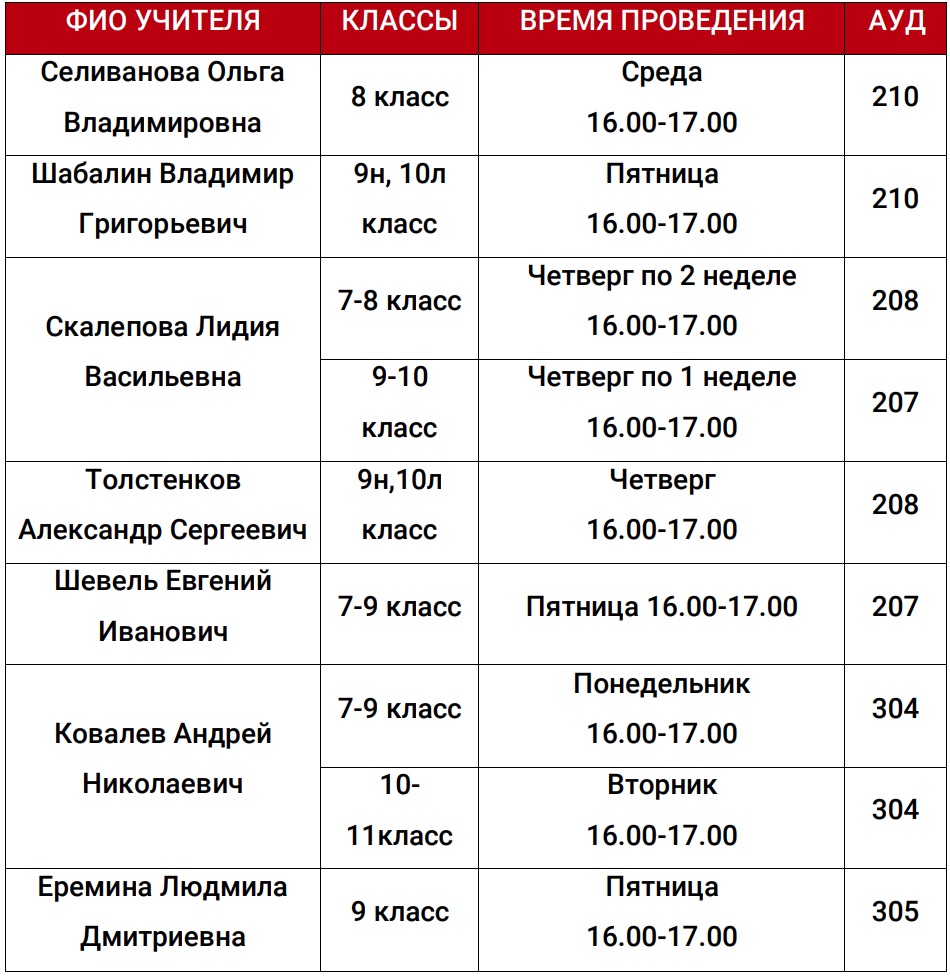 ФИО УЧИТЕЛЯ КЛАССЫ ВРЕМЯ ПРОВЕДЕНИЯ АУД
Селиванова Ольга
Владимировна
8 класс
Среда
16.00-17.00
210
Шабалин Владимир
Григорьевич
9н, 10л
класс
Пятница
16.00-17.00
210
Скалепова Лидия
Васильевна
7-8 класс
Четверг по 2 неделе
16.00-17.00
208
9-10
класс
Четверг по 1 неделе
16.00-17.00
207
Толстенков
Александр Сергеевич
9н,10л
класс
Четверг
16.00-17.00
208
Шевель Евгений
Иванович
7-9 класс
Пятница 16.00-17.00
207
Ковалев Андрей
Николаевич
7-9 класс
Понедельник
16.00-17.00
304
10-
11класс
Вторник
16.00-17.00
304
Еремина Людмила
Дмитриевна
9 класс
Пятница
16.00-17.00
305